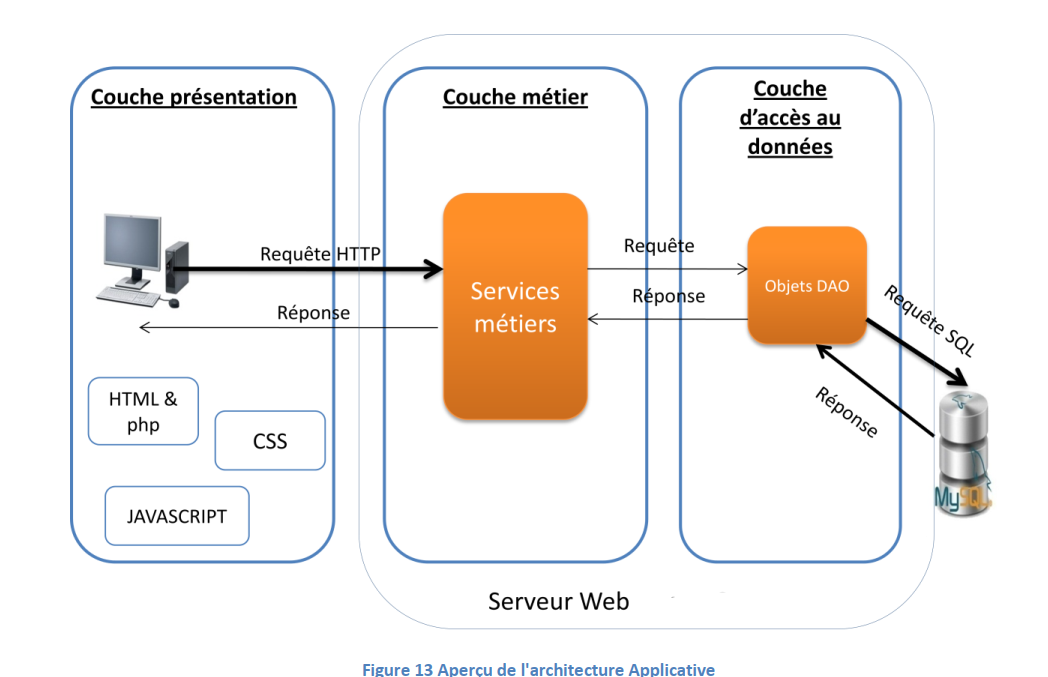 Couche présentation
Couche métier
Couche
d'accès au
données
Requête HTTP
Réponse
Services
métiers
Requête
Réponse
Objets DAO
Requête SQL
Réponse
MySQL
HTML &
php
CSS
JAVASCRIPT
Serveur Web
Figure 13 Aperçu de l'architecture Applicative